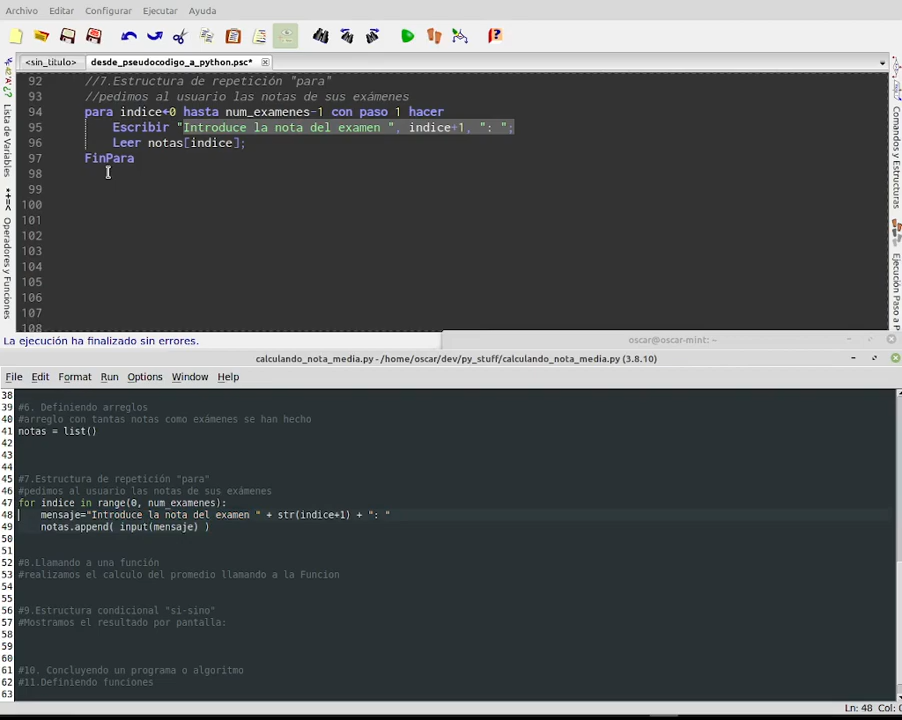 Archivo Editar Configurar Ejecutar Ayuda
<sin_titulo> desde_pseudocodigo_a_python.psc*
Lista de Variables
Operadores y Funciones
Comandos y Estructuras
Ejecución Paso a P
92 //7.Estructura de repetición "para"
93 //pedimos al usuario las notas de sus exámenes
94 para indice←0 hasta num_examenes-1 con paso 1 hacer
95 Escribir "Introduce la nota del examen ", indice+1, ": ";
96 Leer notas[indice];
97 FinPara
98
99
100
101
102
103
104
105
106
107
108
La ejecución ha finalizado sin errores.
oscar@oscar-mint: ~
calculando_nota_media.py - /home/oscar/dev/py_stuff/calculando_nota_media.py (3.8.10)
File Edit Format Run Options Window Help
38
39 #6. Definiendo arreglos
40 #arreglo con tantas notas como exámenes se han hecho
41 notas = list()
42
43
44
45 #7.Estructura de repetición "para"
46 #pedimos al usuario las notas de sus exámenes
47 for indice in range(0, num_examenes):
48 mensaje="Introduce la nota del examen " + str(indice+1) + ": "
49 notas.append( input(mensaje) )
50
51
52 #8.Llamando a una función
53 #realizamos el calculo del promedio llamando a la Funcion
54
55
56 #9.Estructura condicional "si-sino"
57 #Mostramos el resultado por pantalla:
58
59
60
61 #10. Concluyendo un programa o algoritmo
62 #11.Definiendo funciones
63
Ln: 48 Col: 0